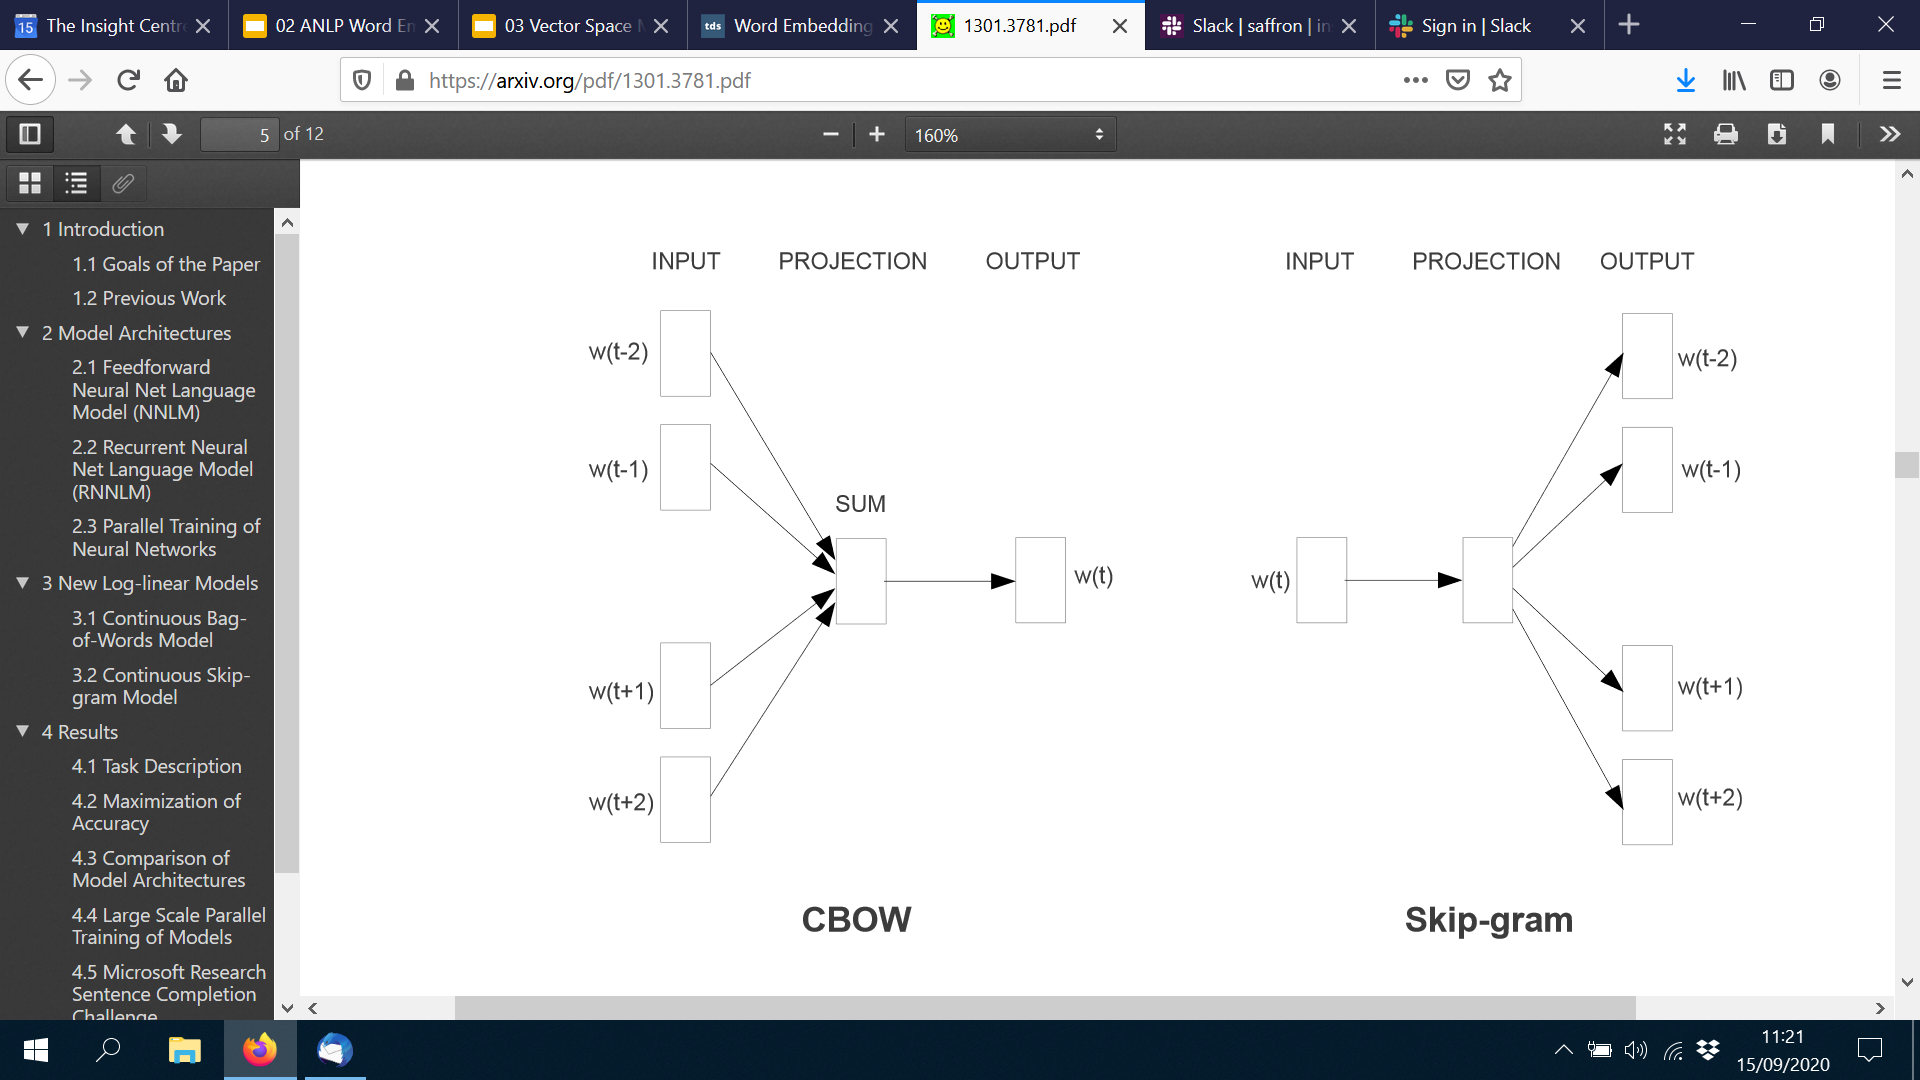 The Insight Centr
02 ANLP Word E
03 Vector Space
Word Embedding
1301.3781.pdf
Slack | saffron | in
Sign in | Slack
https://arxiv.org/pdf/1301.3781.pdf
5 of 12
160%
1 Introduction
1.1 Goals of the Paper
1.2 Previous Work
2 Model Architectures
2.1 Feedforward
Neural Net Language
Model (NNLM)
2.2 Recurrent Neural
Net Language Model
(RNNLM)
2.3 Parallel Training of
Neural Networks
3 New Log-linear Models
3.1 Continuous Bag-
of-Words Model
3.2 Continuous Skip-
gram Model
4 Results
4.1 Task Description
4.2 Maximization of
Accuracy
4.3 Comparison of
Model Architectures
4.4 Large Scale Parallel
Training of Models
4.5 Microsoft Research
Sentence Completion
Challenge
INPUT PROJECTION OUTPUT
w(t-2)
w(t-1)
SUM
w(t)
w(t+1)
w(t+2)
CBOW
INPUT PROJECTION OUTPUT
w(t-2)
w(t-1)
w(t)
w(t+1)
w(t+2)
Skip-gram
11:21
15/09/2020